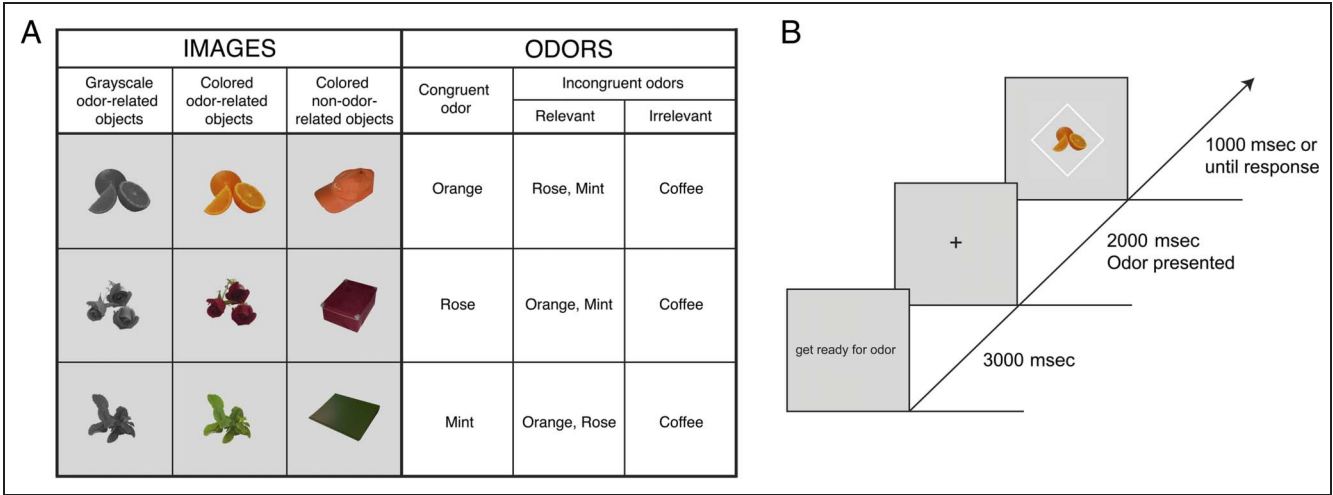 A
IMAGES
ODORS
Grayscale
odor-related
objects
Colored
odor-related
objects
Colored
non-odor-
related objects
Congruent
odor
Incongruent odors
Relevant
Irrelevant
Orange
Rose, Mint
Coffee
Rose
Orange, Mint
Coffee
Mint
Orange, Rose
Coffee
B
1000 msec or
until response
+
2000 msec
Odor presented
get ready for odor
3000 msec